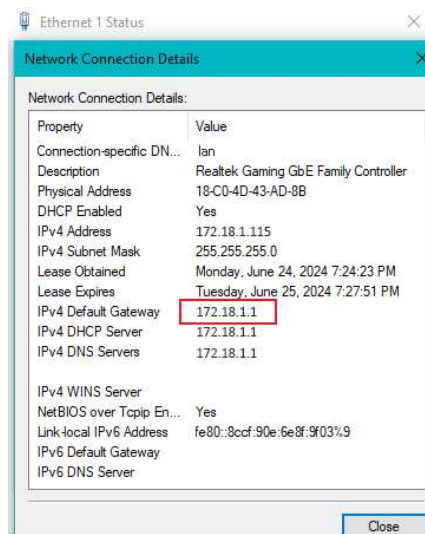 Ethernet 1 Status
Network Connection Details
Network Connection Details:
Property Value
Connection-specific DN... lan
Description Realtek Gaming GbE Family Controller
Physical Address 18-C0-4D-43-AD-8B
DHCP Enabled Yes
IPv4 Address 172.18.1.115
IPv4 Subnet Mask 255.255.255.0
Lease Obtained Monday, June 24, 2024 7:24:23 PM
Lease Expires Tuesday, June 25, 2024 7:27:51 PM
IPv4 Default Gateway 172.18.1.1
IPv4 DHCP Server 172.18.1.1
IPv4 DNS Servers 172.18.1.1
IPv4 WINS Server
NetBIOS over Tcpip En... Yes
Link-local IPv6 Address fe80::8ccf:90e:6e8f:9f03%9
IPv6 Default Gateway
IPv6 DNS Server
Close